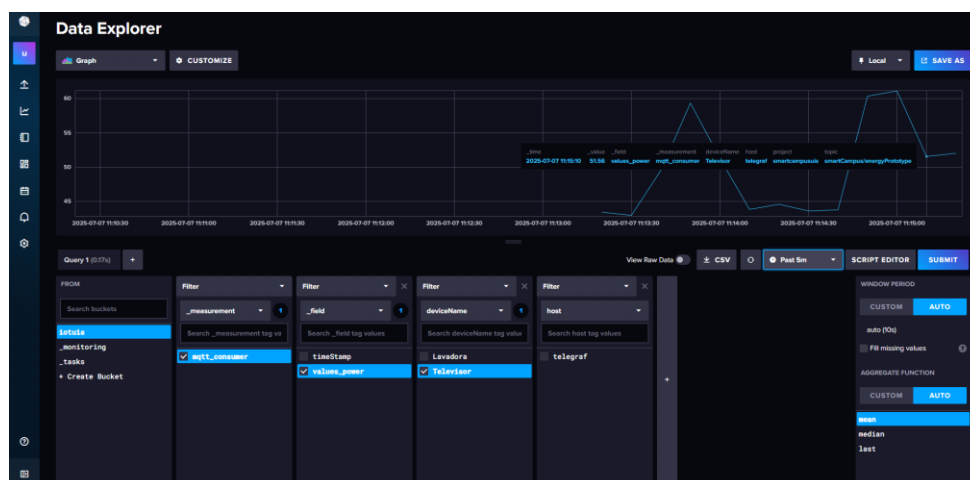 Data Explorer
U
Graph
CUSTOMIZE
Local
SAVE AS
60
55
50
45
_time _value _field _measurement deviceName host project topic
2025-07-07 11:15:10 51.56 values_power mqtt_consumer Televisor telegraf smartcampusuis smartCampus/energyPrototype
2025-07-07 11:10:30 2025-07-07 11:11:00 2025-07-07 11:11:30 2025-07-07 11:12:00 2025-07-07 11:12:30 2025-07-07 11:13:00 2025-07-07 11:13:30 2025-07-07 11:14:00 2025-07-07 11:14:30 2025-07-07 11:15:00
Query 1 (0.17s)
+
View Raw Data
CSV
Past 5m
SCRIPT EDITOR
SUBMIT
FROM
Search buckets
iotuis
_monitoring
_tasks
+ Create Bucket
Filter
_measurement 1
Search _measurement tag va
mqtt_consumer
Filter
_field 1
Search _field tag values
timeStamp
values_power
Filter
deviceName 1
Search deviceName tag value
Lavadora
Televisor
Filter
host
Search host tag values
telegraf
+
WINDOW PERIOD
CUSTOM AUTO
auto (10s)
Fill missing values
AGGREGATE FUNCTION
CUSTOM AUTO
mean
median
last